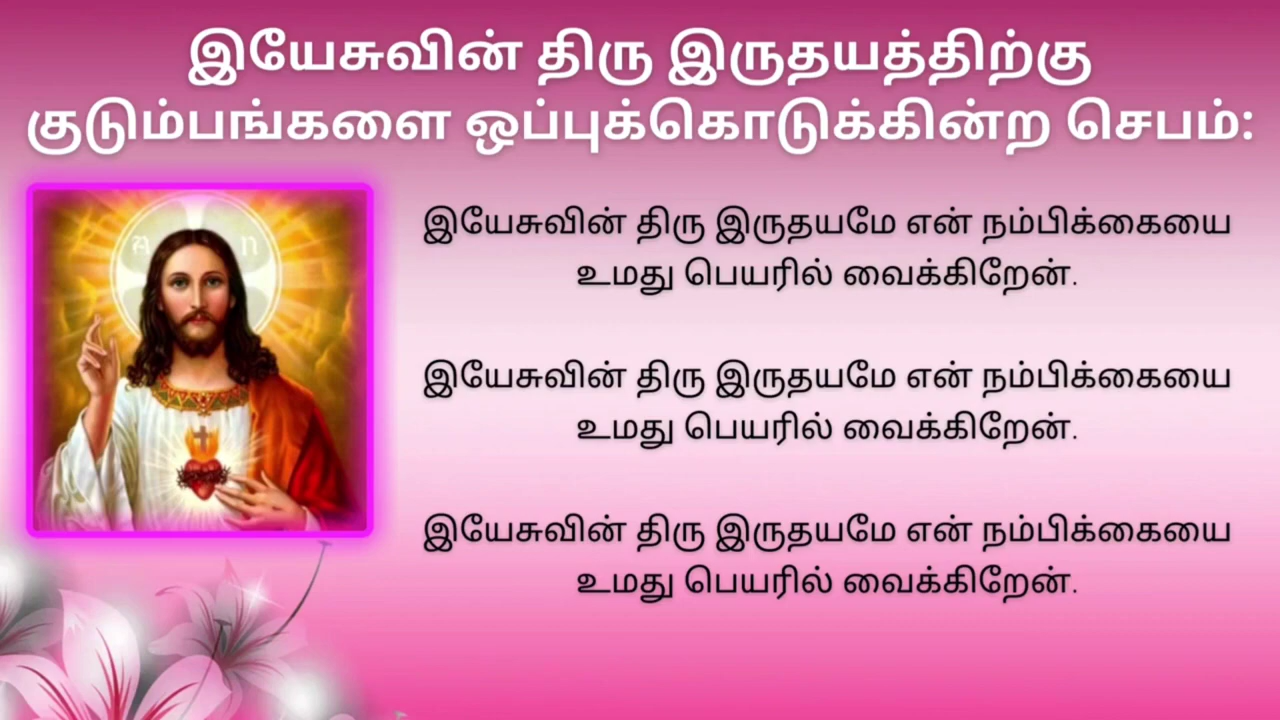 இயேசுவின் திரு இருதயத்திற்கு
குடும்பங்களை ஒப்புக்கொடுக்கின்ற செபம்:
இயேசுவின் திரு இருதயமே என் நம்பிக்கையை
உமது பெயரில் வைக்கிறேன்.
இயேசுவின் திரு இருதயமே என் நம்பிக்கையை
உமது பெயரில் வைக்கிறேன்.
இயேசுவின் திரு இருதயமே என் நம்பிக்கையை
உமது பெயரில் வைக்கிறேன்.